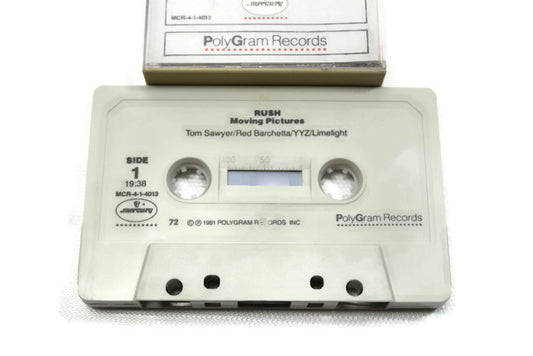 mercury
MCR-4-1-4013
PolyGram Records
RUSH
Moving Pictures
Tom Sawyer/Red Barchetta/YYZ/Limelight
SIDE
1
19:38
MCR-4-1-4013
mercury
100 50
72 © ℗ 1981 POLYGRAM RECORDS INC
PolyGram Records